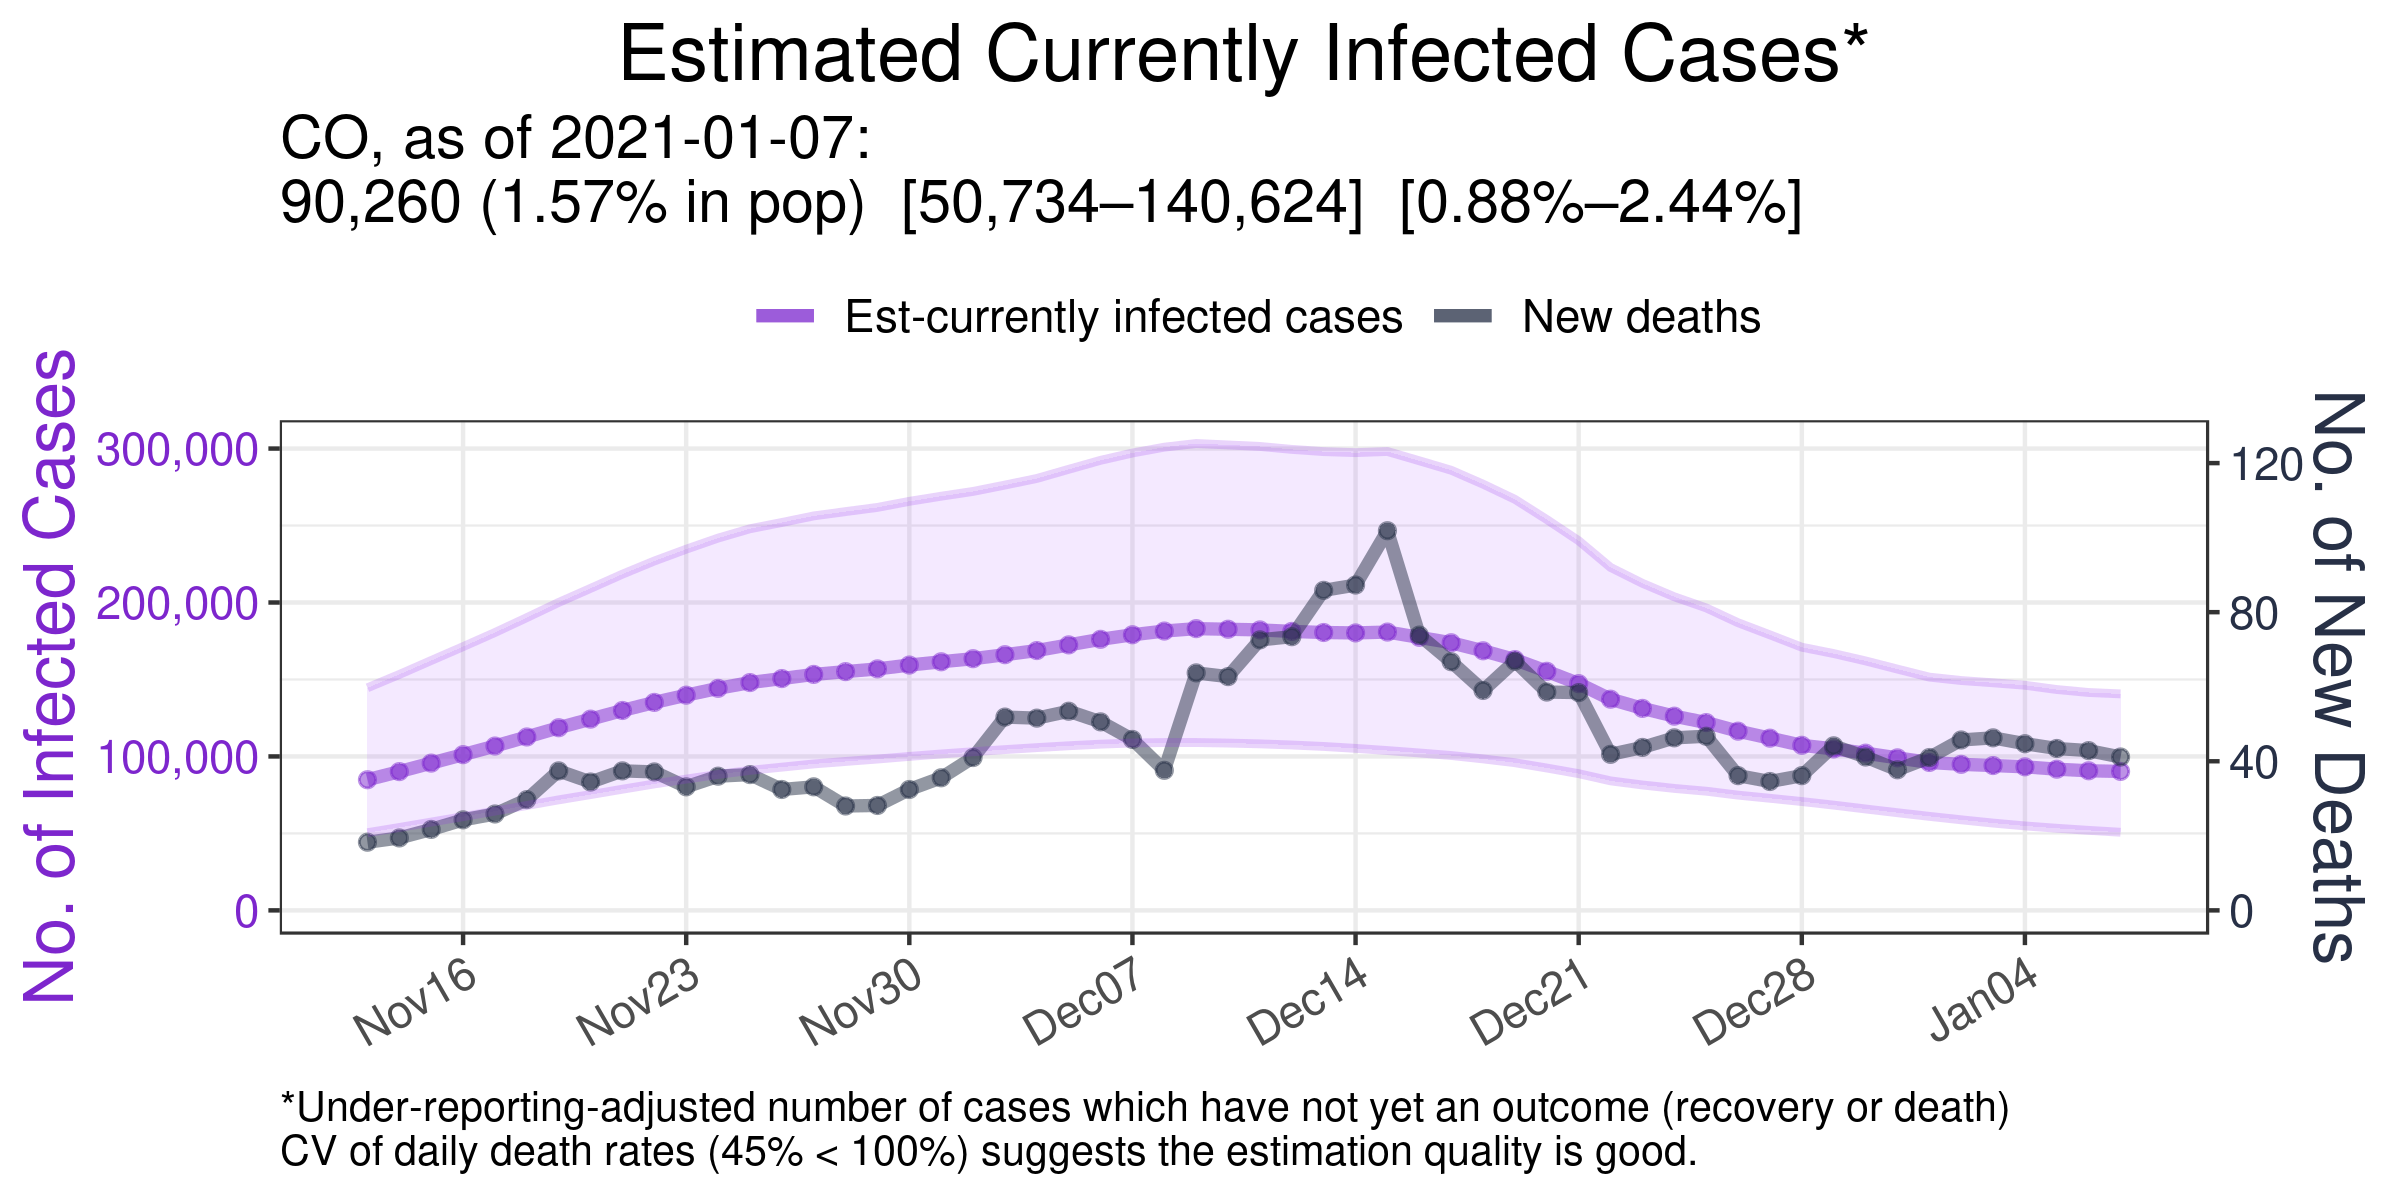 Estimated Currently Infected Cases*
CO, as of 2021-01-07:
90,260 (1.57% in pop)  [50,734–140,624]  [0.88%–2.44%]
Est-currently infected cases
New deaths
No. of Infected Cases
300,000
200,000
100,000
0
120
80
40
0
No. of New Deaths
Nov16
Nov23
Nov30
Dec07
Dec14
Dec21
Dec28
Jan04
*Under-reporting-adjusted number of cases which have not yet an outcome (recovery or death)
CV of daily death rates (45% < 100%) suggests the estimation quality is good.